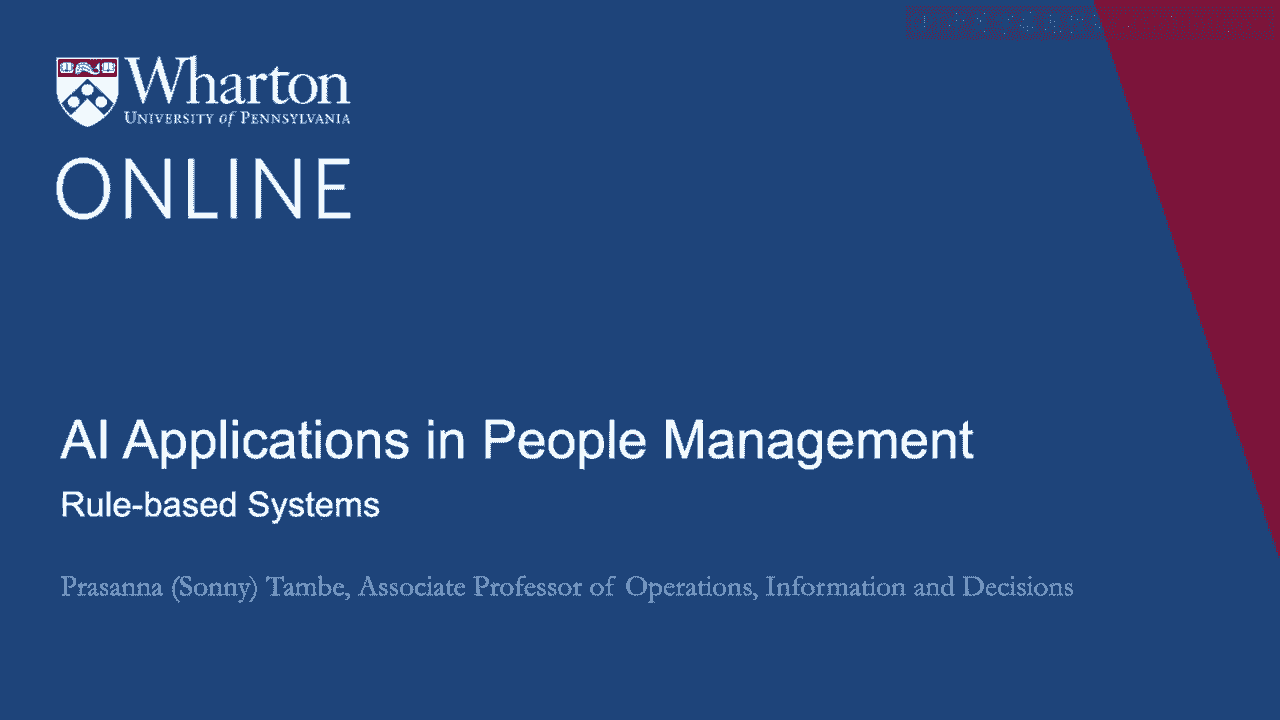 Wharton
UNIVERSITY of PENNSYLVANIA
ONLINE
AI Applications in People Management
Rule-based Systems
Prasanna (Sonny) Tambe, Associate Professor of Operations, Information and Decisions